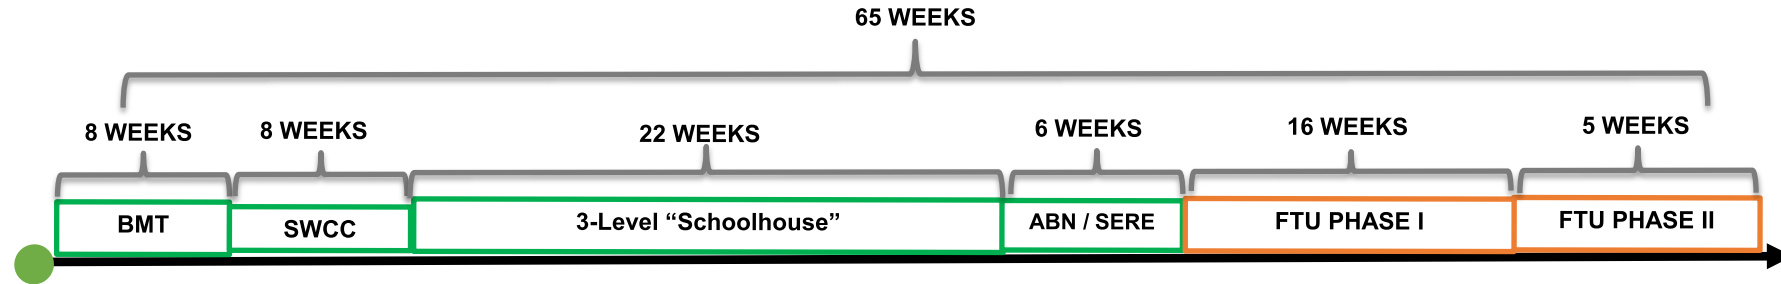 65 WEEKS
8 WEEKS
8 WEEKS
22 WEEKS
6 WEEKS
16 WEEKS
5 WEEKS
BMT
SWCC
3-Level “Schoolhouse”
ABN / SERE
FTU PHASE I
FTU PHASE II